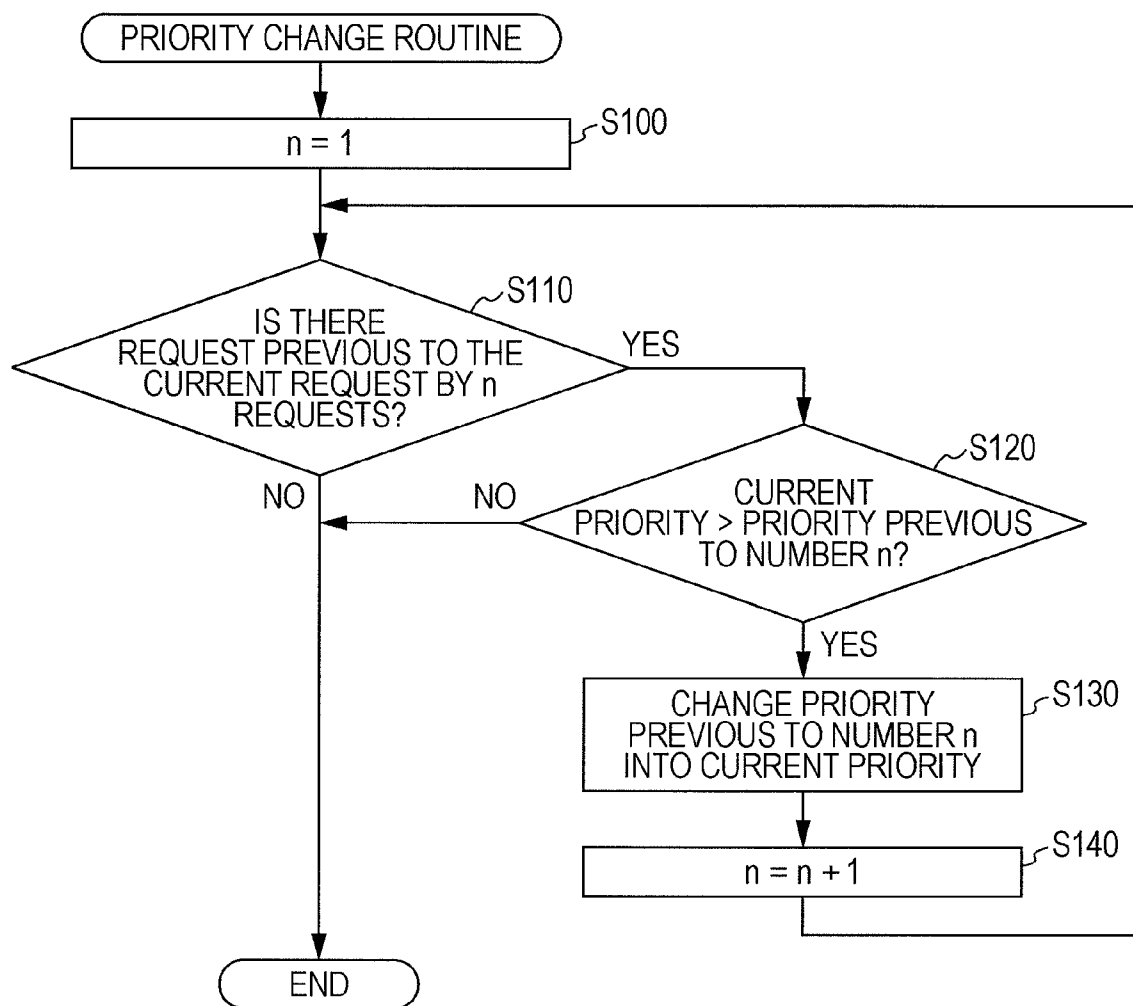 PRIORITY CHANGE ROUTINE
S100
n = 1
S110
IS THERE
REQUEST PREVIOUS TO THE
CURRENT REQUEST BY n
REQUESTS?
YES
NO
S120
NO
CURRENT
PRIORITY > PRIORITY PREVIOUS
TO NUMBER n?
YES
S130
CHANGE PRIORITY
PREVIOUS TO NUMBER n
INTO CURRENT PRIORITY
S140
n = n + 1
END